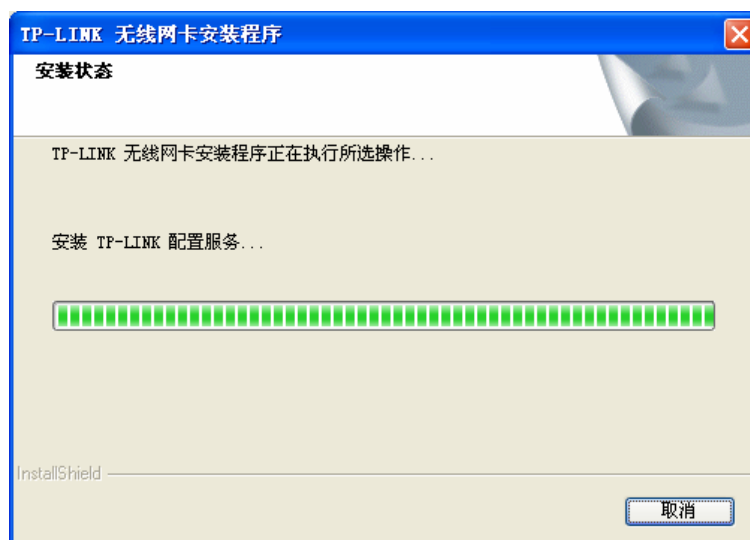 TP-LINK 无线网卡安装程序
安装状态
TP-LINK 无线网卡安装程序正在执行所选操作...
安装 TP-LINK 配置服务...
InstallShield
取消